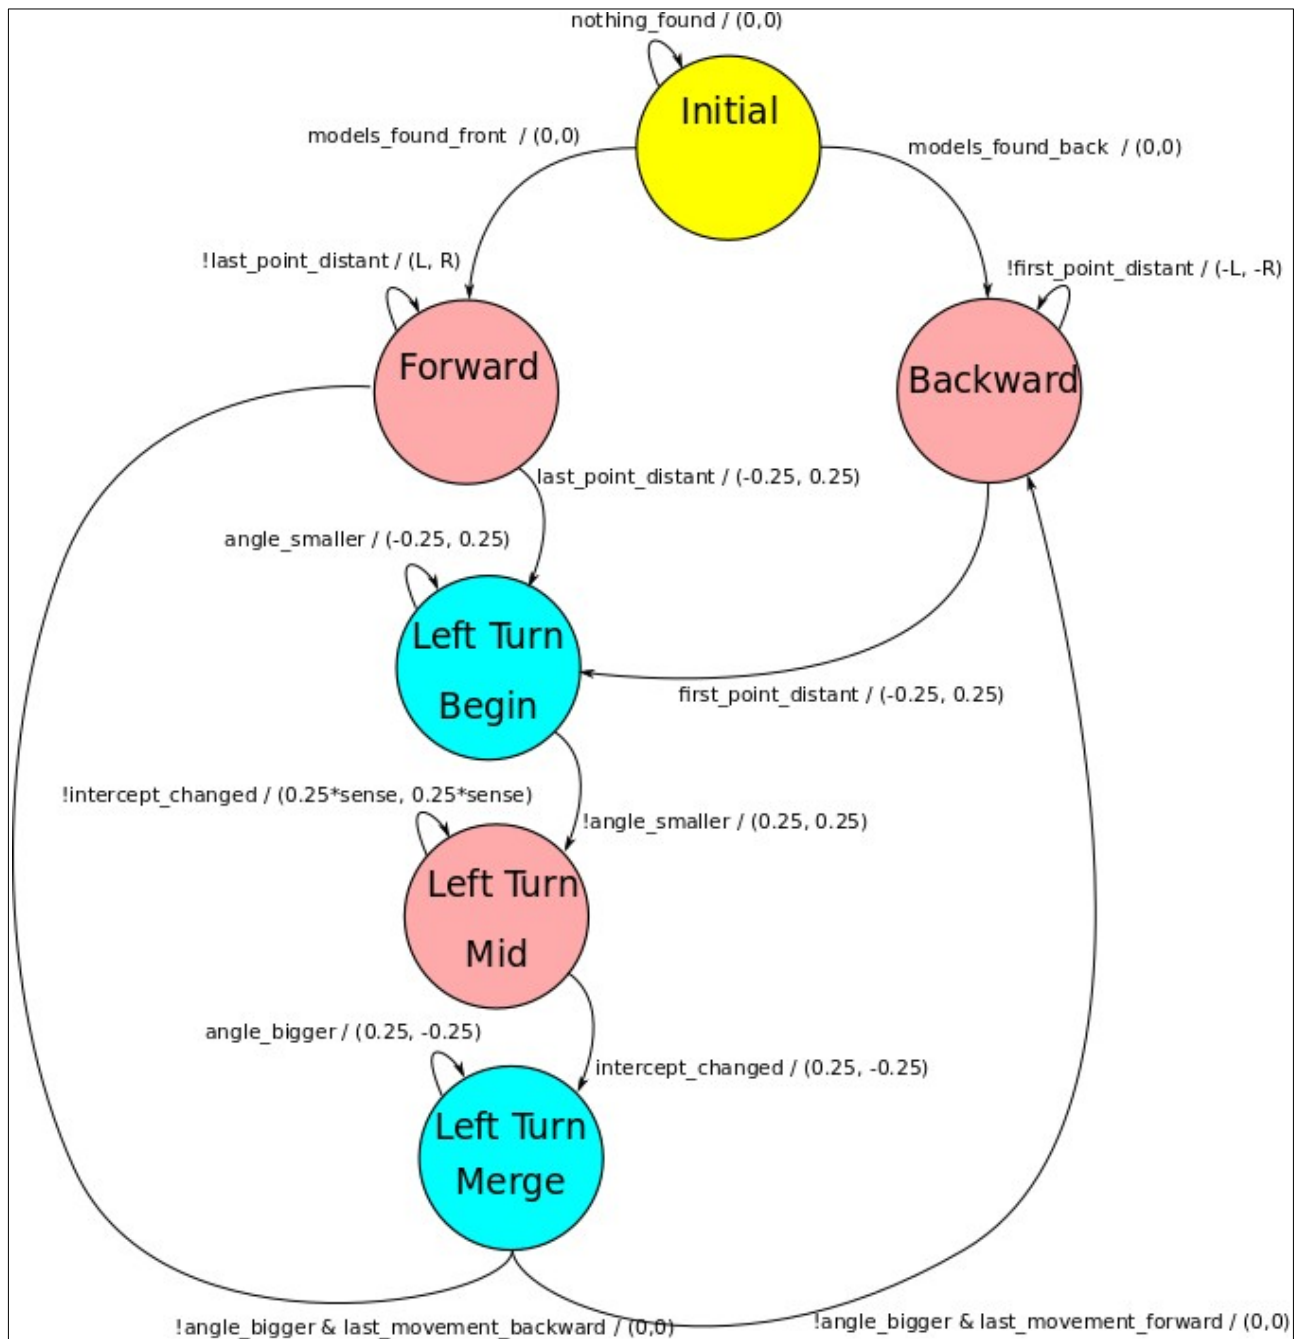 nothing_found / (0,0)
Initial
models_found_front / (0,0)
models_found_back / (0,0)
!last_point_distant / (L, R)
!first_point_distant / (-L, -R)
Forward
Backward
last_point_distant / (-0.25, 0.25)
angle_smaller / (-0.25, 0.25)
Left Turn
Begin
first_point_distant / (-0.25, 0.25)
!intercept_changed / (0.25*sense, 0.25*sense)
!angle_smaller / (0.25, 0.25)
Left Turn
Mid
angle_bigger / (0.25, -0.25)
intercept_changed / (0.25, -0.25)
Left Turn
Merge
!angle_bigger & last_movement_backward / (0,0)
!angle_bigger & last_movement_forward / (0,0)